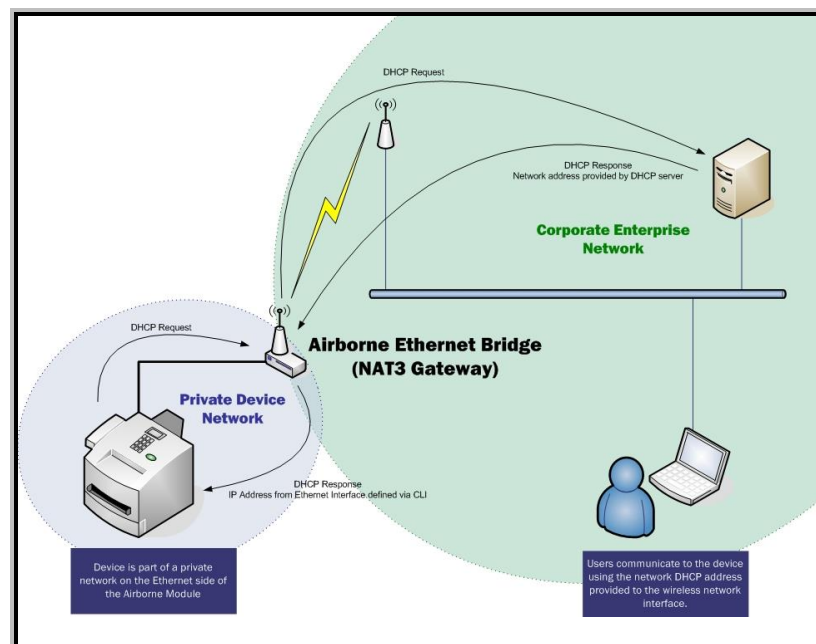 DHCP Request
DHCP Response
Network address provided by DHCP server
Corporate Enterprise
Network
DHCP Request
Airborne Ethernet Bridge
(NAT3 Gateway)
Private Device
Network
DHCP Response
IP Address from Ethernet Interface defined via CLI
Device is part of a private
network on the Ethernet side of
the Airborne Module
Users communicate to the device
using the network DHCP address
provided to the wireless network
interface.